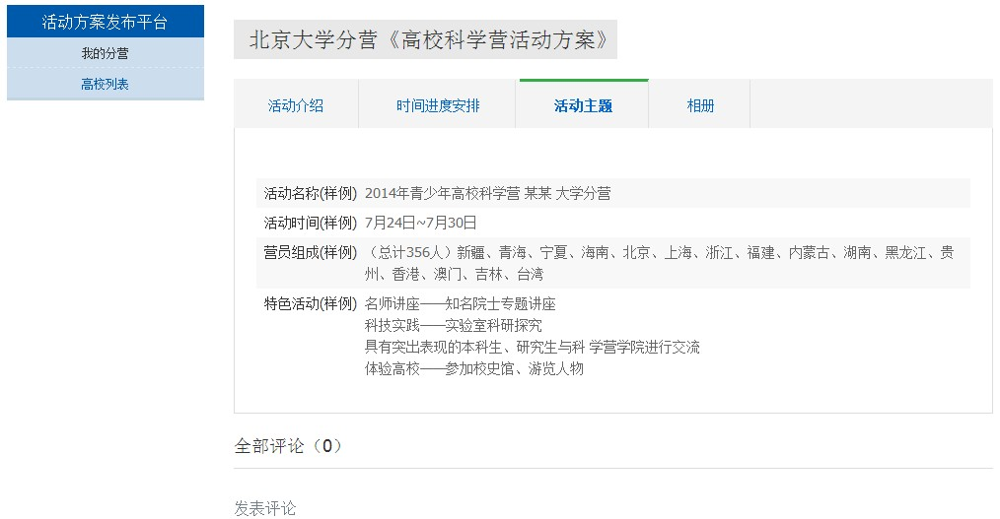 活动方案发布平台
我的分营
高校列表
北京大学分营《高校科学营活动方案》
活动介绍
时间进度安排
活动主题
相册
活动名称(样例) 2014年青少年高校科学营 某某 大学分营
活动时间(样例) 7月24日~7月30日
营员组成(样例) （总计356人）新疆、青海、宁夏、海南、北京、上海、浙江、福建、内蒙古、湖南、黑龙江、贵
州、香港、澳门、吉林、台湾
特色活动(样例) 名师讲座——知名院士专题讲座
科技实践——实验室科研探究
具有突出表现的本科生、研究生与科 学营学院进行交流
体验高校——参加校史馆、游览人物
全部评论（0）
发表评论